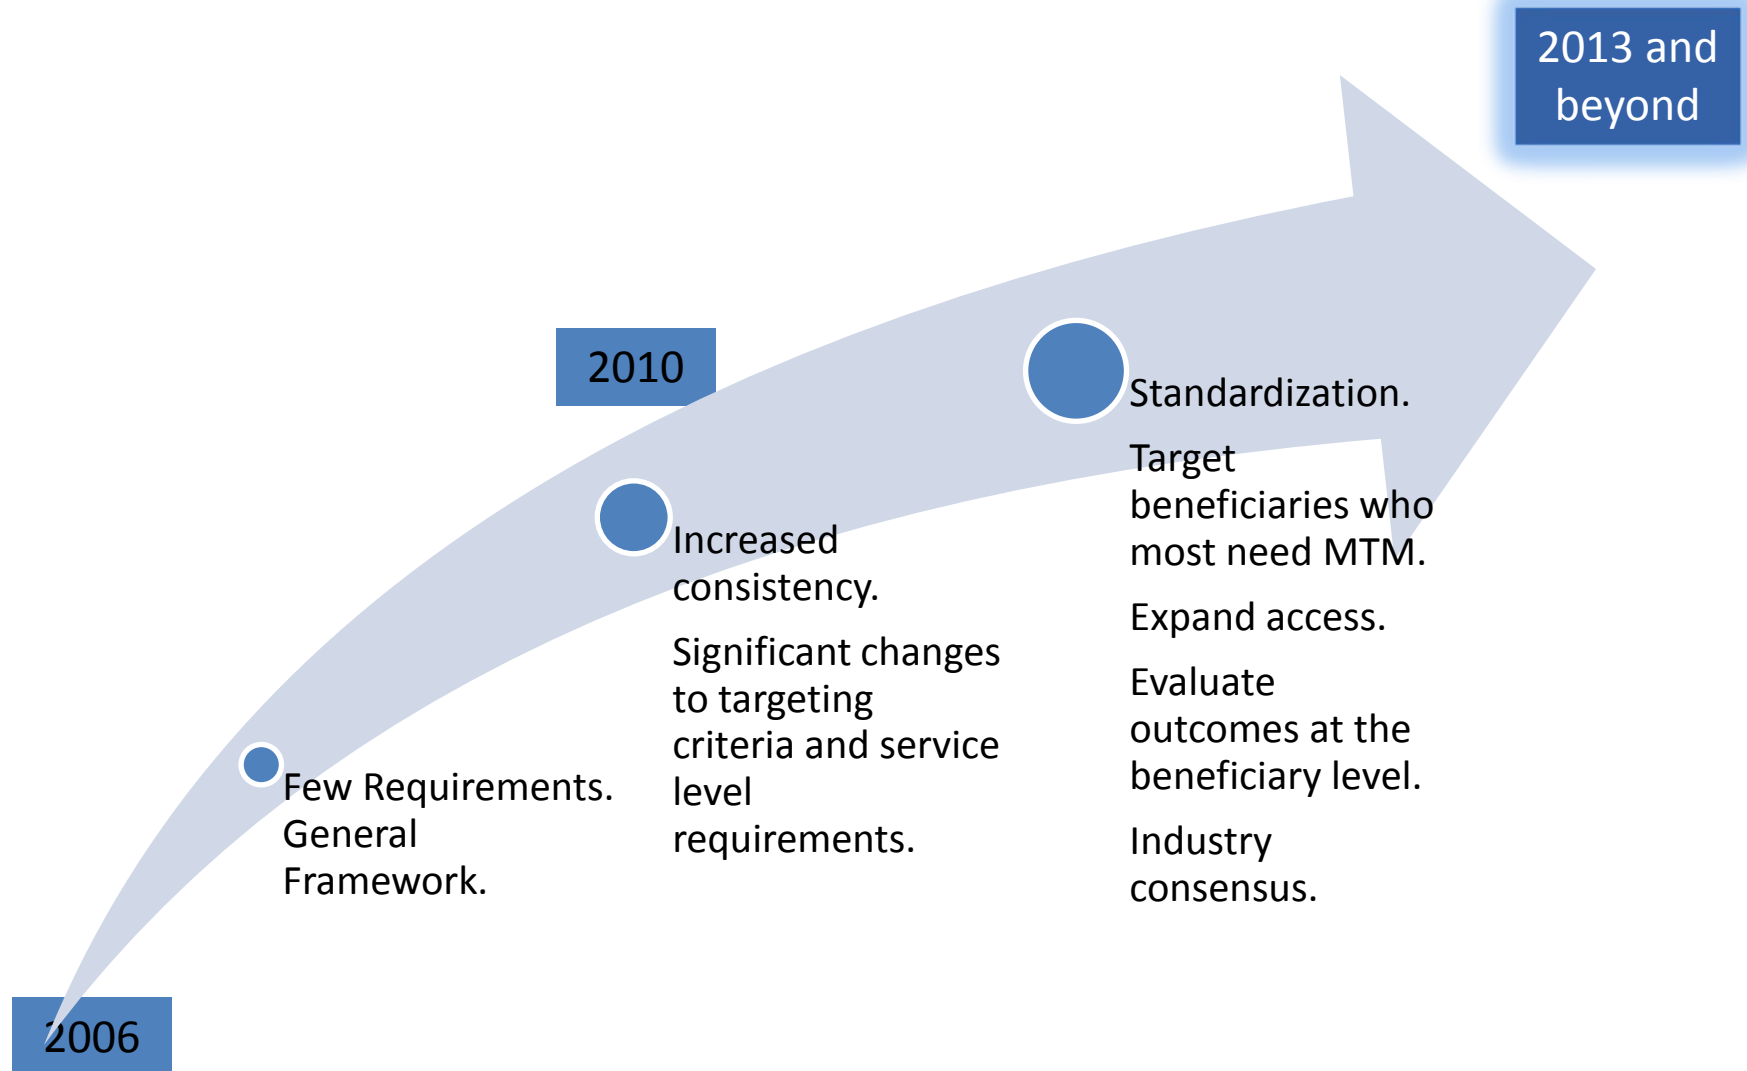 2013 and
beyond
2010
Standardization.
Target
beneficiaries who
most need MTM.
Expand access.
Evaluate
outcomes at the
beneficiary level.
Industry
consensus.
Increased
consistency.
Significant changes
to targeting
criteria and service
level
requirements.
Few Requirements.
General
Framework.
2006